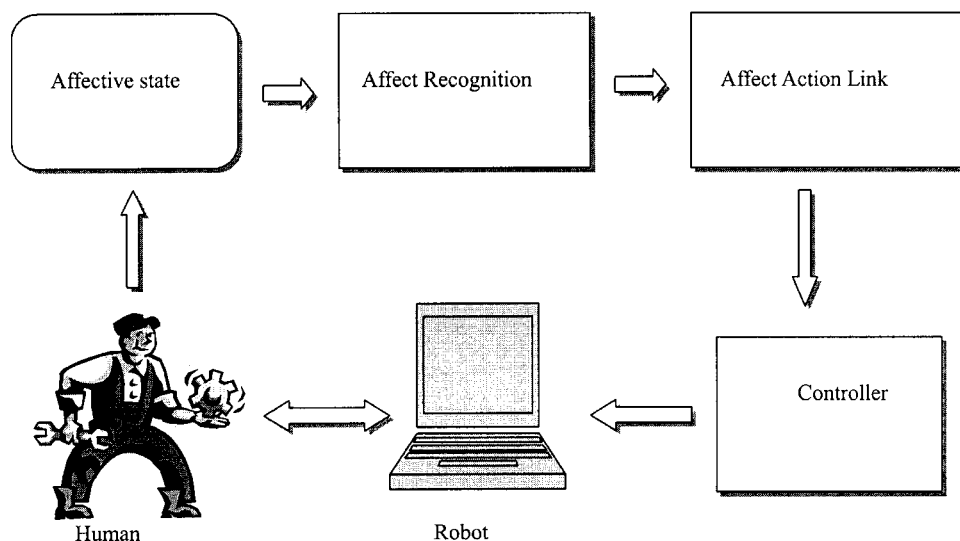 Affective state
Affect Recognition
Affect Action Link
Controller
Human
Robot